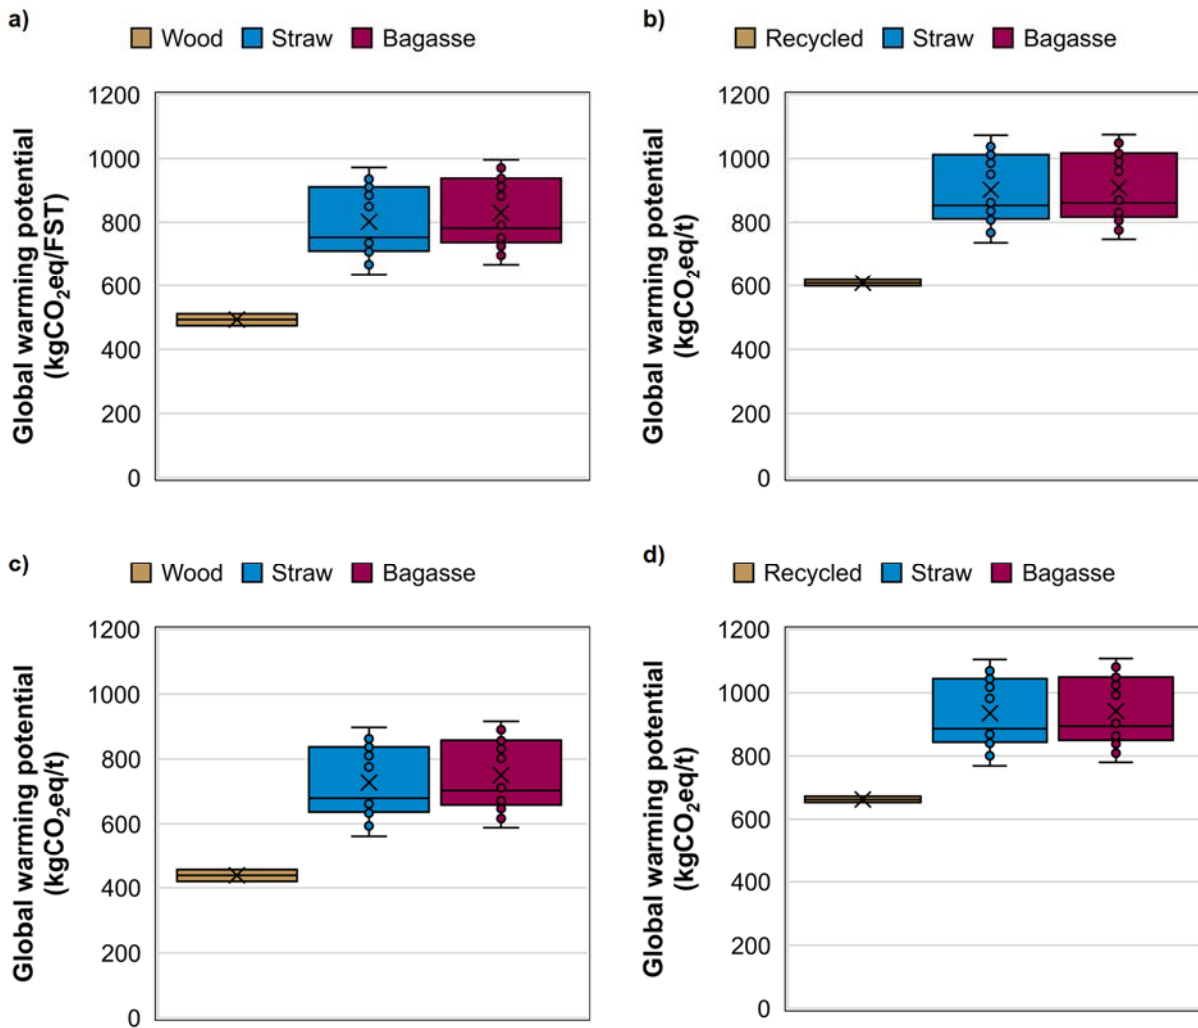 a)
Wood Straw Bagasse
Global warming potential
(kgCO₂eq/FST)
1200
1000
800
600
400
200
0
b)
Recycled Straw Bagasse
Global warming potential
(kgCO₂eq/t)
1200
1000
800
600
400
200
0
c)
Wood Straw Bagasse
Global warming potential
(kgCO₂eq/t)
1200
1000
800
600
400
200
0
d)
Recycled Straw Bagasse
Global warming potential
(kgCO₂eq/t)
1200
1000
800
600
400
200
0